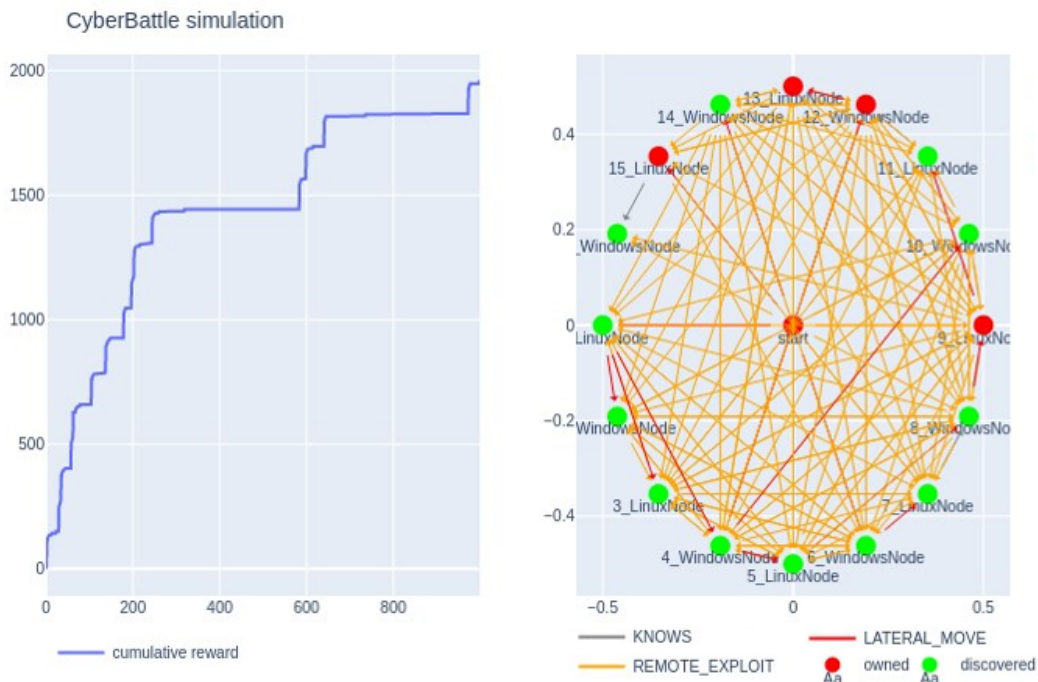 CyberBattle simulation
2000
1500
1000
500
0
0
200
400
600
800
cumulative reward
0.4
0.2
0
−0.2
−0.4
−0.5
0
0.5
13_LinuxNode
14_WindowsNode
12_WindowsNode
15_LinuxNode
11_LinuxNode
_WindowsNode
10_WindowsNo
LinuxNode
start
9_LinuxNo
WindowsNode
8_WindowsNo
3_LinuxNode
7_LinuxNode
4_WindowsNode
6_WindowsNode
5_LinuxNode
KNOWS
LATERAL_MOVE
REMOTE_EXPLOIT
Aa owned
Aa discovered